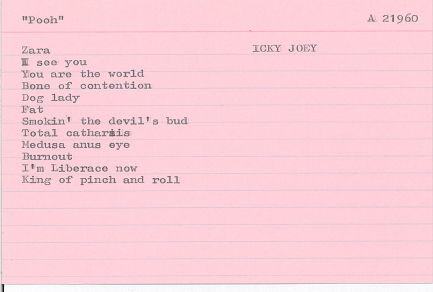 "Pooh" A 21960
Zara ICKY JOEY
I see you
You are the world
Bone of contention
Dog lady
Fat
Smokin' the devil's bud
Total catharsis
Medusa anus eye
Burnout
I'm Liberace now
King of pinch and roll